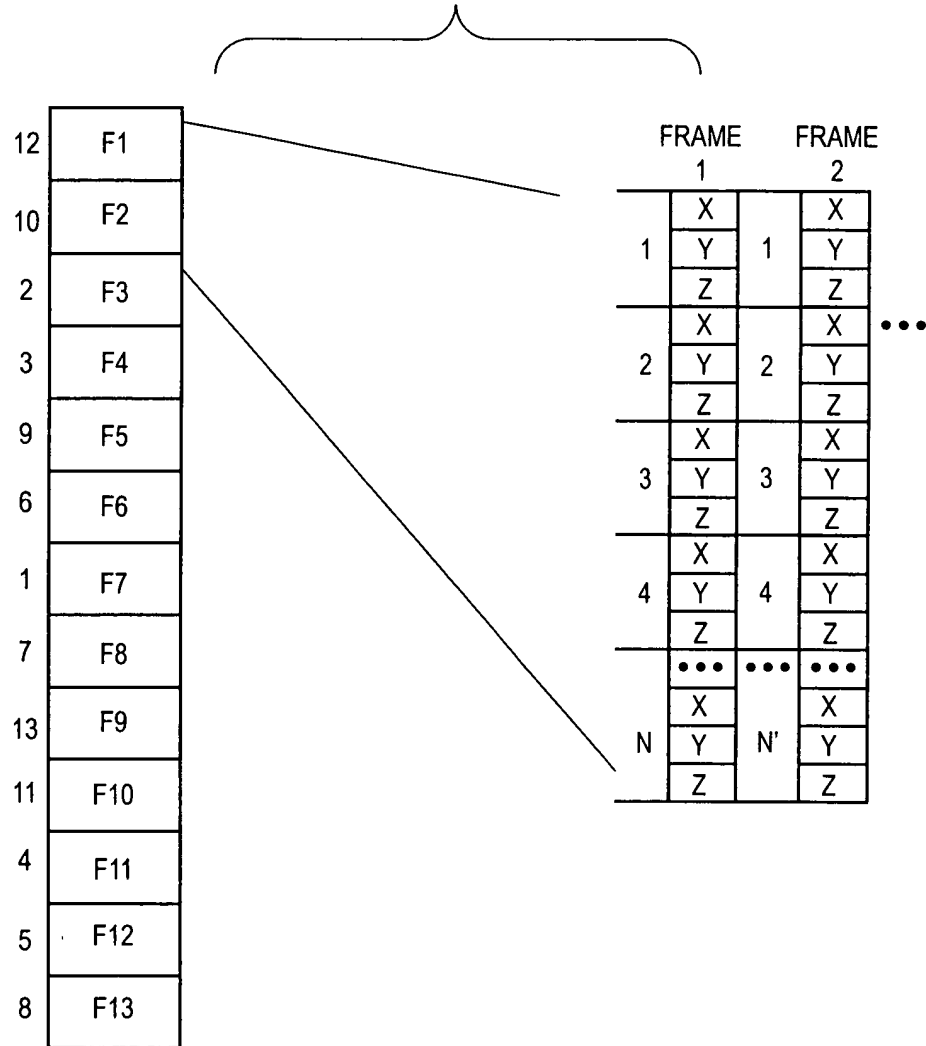 12 F1
10 F2
2 F3
3 F4
9 F5
6 F6
1 F7
7 F8
13 F9
11 F10
4 F11
5 F12
8 F13
FRAME FRAME
1 2
X X
1 Y 1 Y
Z Z
X X •••
2 Y 2 Y
Z Z
X X
3 Y 3 Y
Z Z
X X
4 Y 4 Y
Z Z
••• ••• •••
X X
N Y N' Y
Z Z